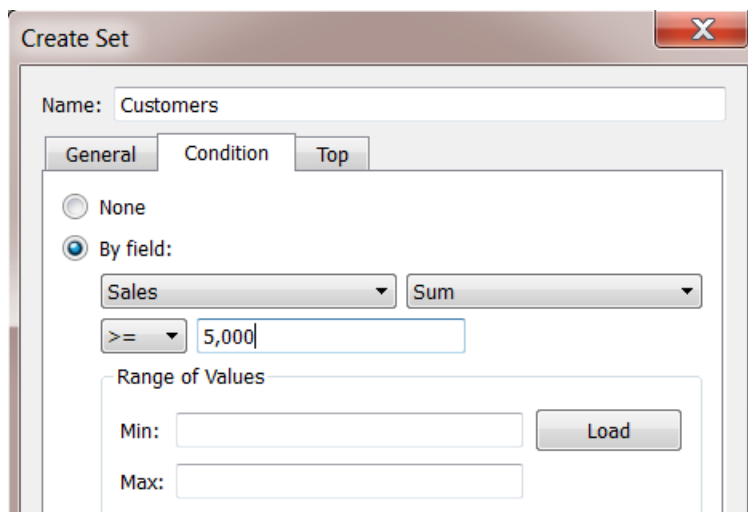 Create Set
Name: Customers
General Condition Top
None
By field:
Sales Sum
>= 5,000
Range of Values
Min: Load
Max: